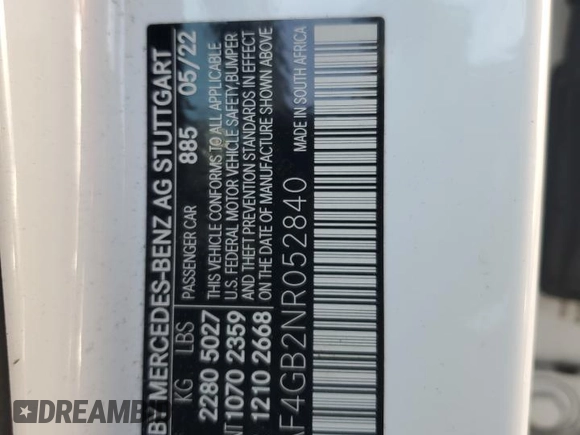 BY MERCEDES-BENZ AG STUTTGART
885 05/22
KG LBS PASSENGER CAR
2280 5027 THIS VEHICLE CONFORMS TO ALL APPLICABLE
U.S. FEDERAL MOTOR VEHICLE SAFETY, BUMPER
NT 1070 2359 AND THEFT PREVENTION STANDARDS IN EFFECT
1210 2668 ON THE DATE OF MANUFACTURE SHOWN ABOVE
MADE IN SOUTH AFRICA
AF4GB2NR052840